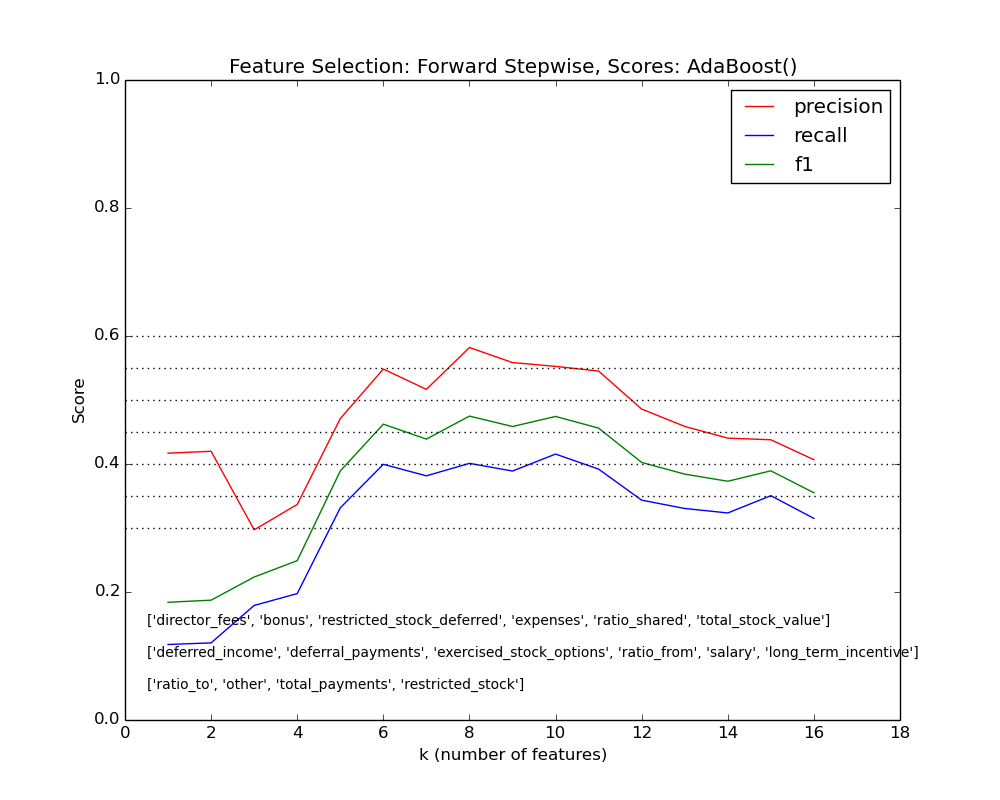 Feature Selection: Forward Stepwise, Scores: AdaBoost()
1.0
precision
recall
f1
0.8
0.6
Score
0.4
0.2
['director_fees', 'bonus', 'restricted_stock_deferred', 'expenses', 'ratio_shared', 'total_stock_value']
['deferred_income', 'deferral_payments', 'exercised_stock_options', 'ratio_from', 'salary', 'long_term_incentive']
['ratio_to', 'other', 'total_payments', 'restricted_stock']
0.0
0 2 4 6 8 10 12 14 16 18
k (number of features)